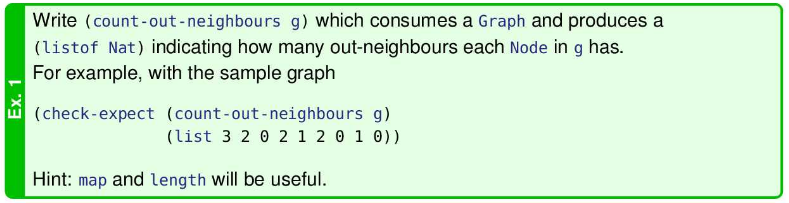 Ex. 1
Write (count-out-neighbours g) which consumes a Graph and produces a
(listof Nat) indicating how many out-neighbours each Node in g has.
For example, with the sample graph
(check-expect (count-out-neighbours g)
(list 3 2 0 2 1 2 0 1 0))
Hint: map and length will be useful.